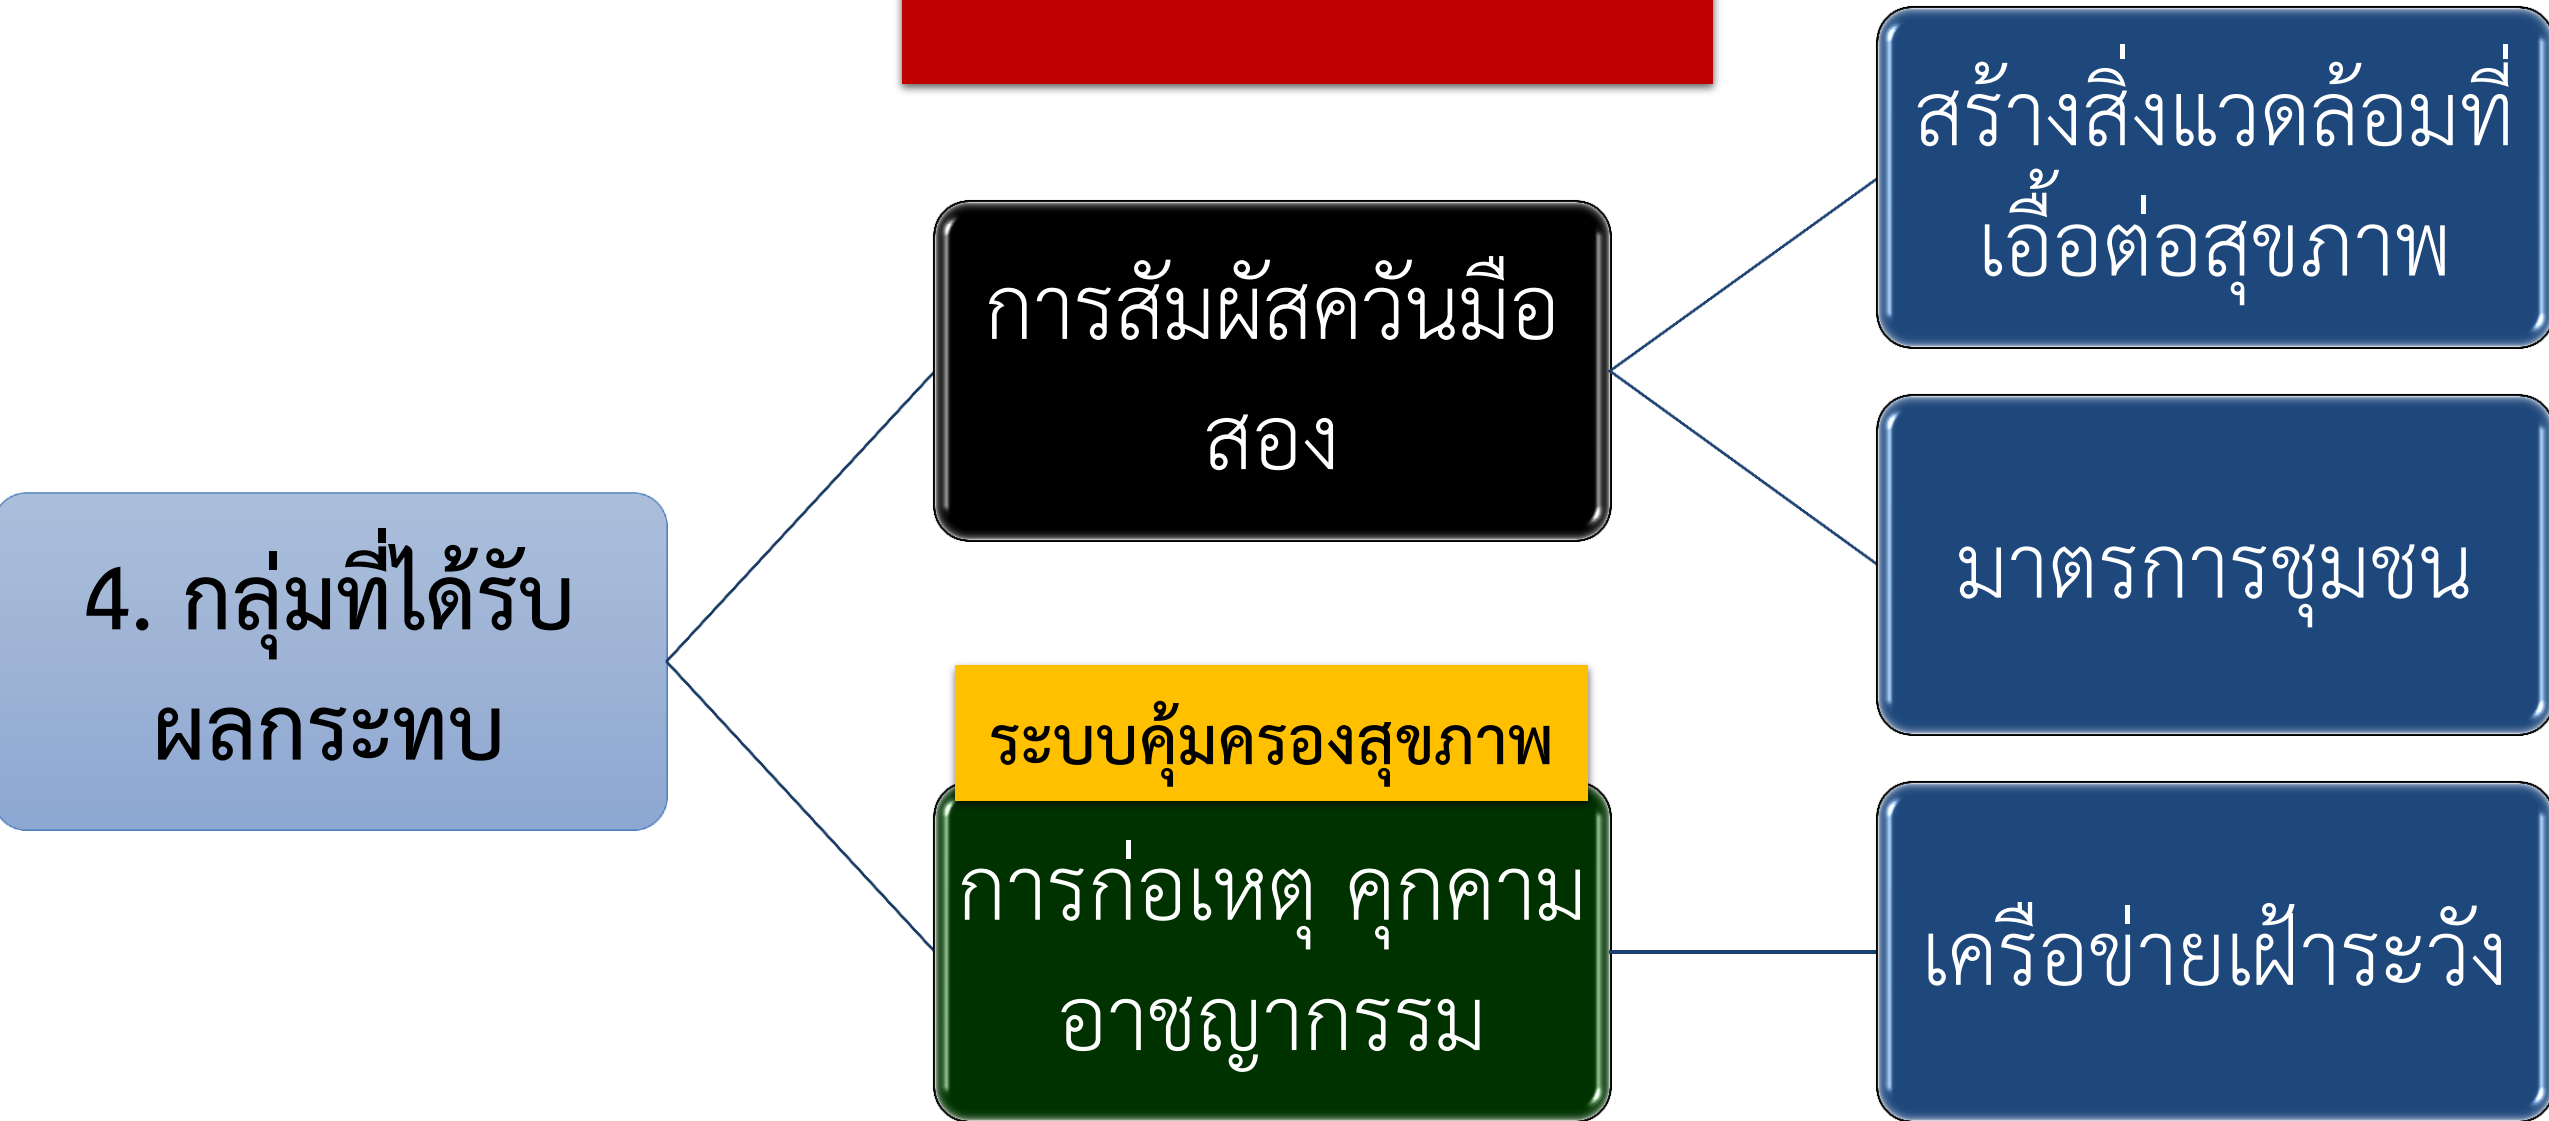 4. กลุ่มที่ได้รับ
ผลกระทบ
การสัมผัสควันมือ
สอง
ระบบคุ้มครองสุขภาพ
การก่อเหตุ คุกคาม
อาชญากรรม
สร้างสิ่งแวดล้อมที่
เอื้อต่อสุขภาพ
มาตรการชุมชน
เครือข่ายเฝ้าระวัง